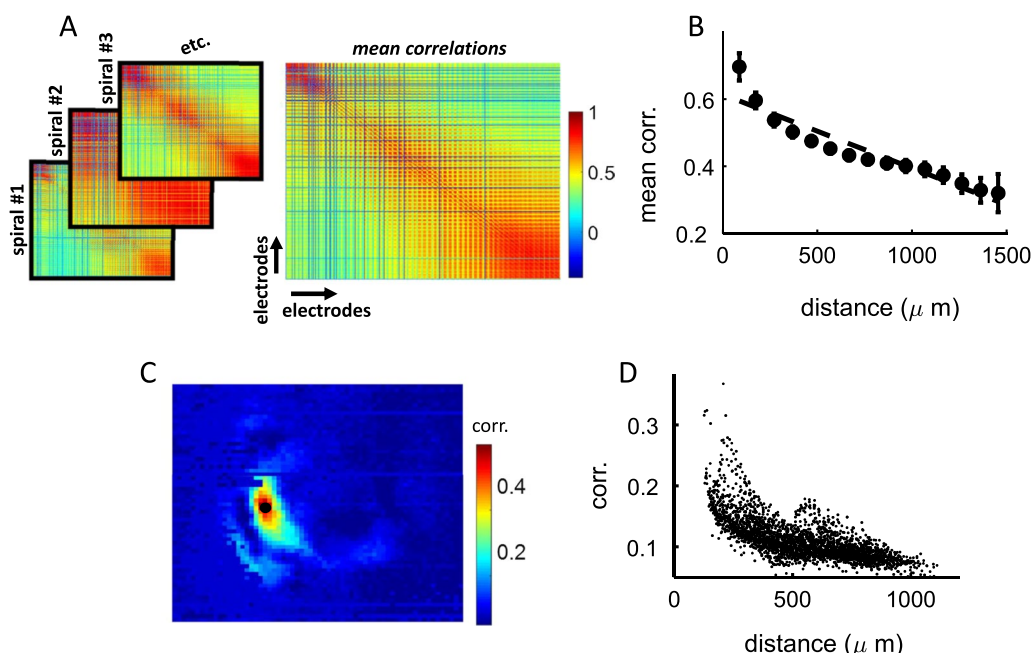 A
spiral #1
spiral #2
spiral #3
etc.
mean correlations
1
0.5
0
electrodes
electrodes
B
mean corr.
0.6
0.4
0.2
0
500
1000
1500
distance (μ m)
C
corr.
0.4
0.2
D
corr.
0.3
0.2
0.1
0
500
1000
distance (μ m)